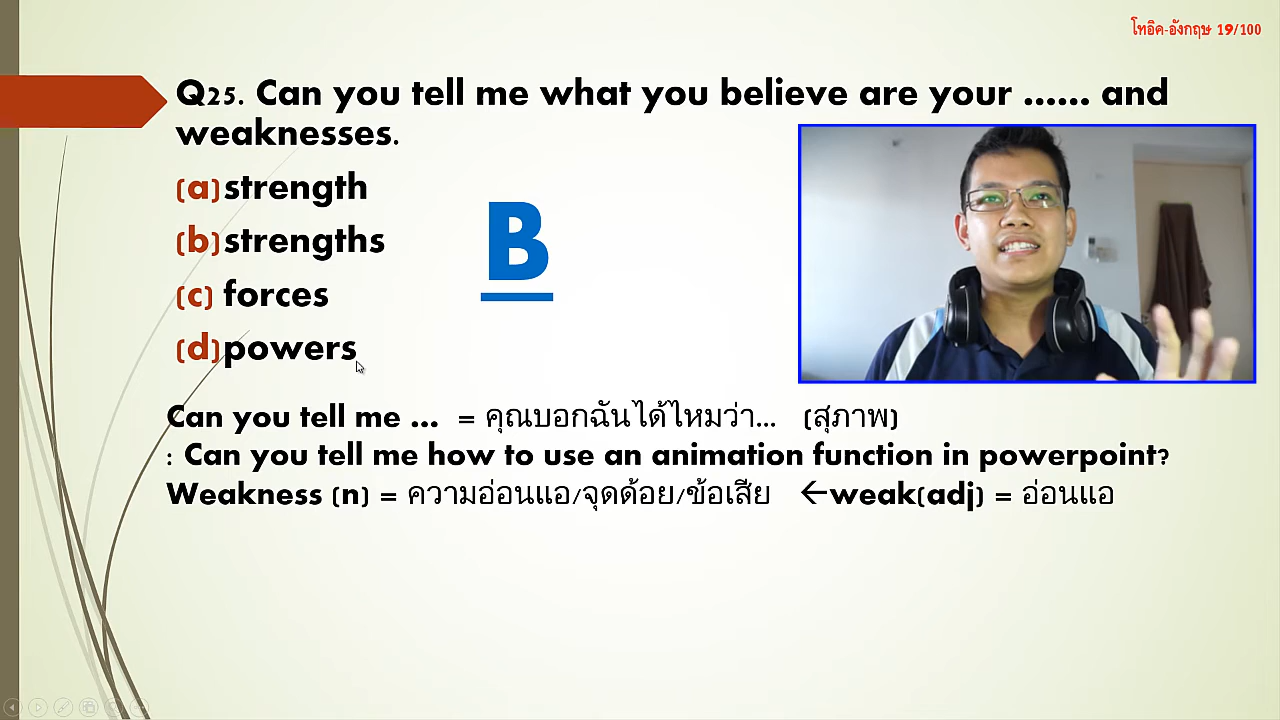 โทอิค-อังกฤษ 19/100
Q25. Can you tell me what you believe are your ...... and
weaknesses.
(a)strength
(b)strengths
(c) forces
(d)powers
B
Can you tell me ... = คุณบอกฉันได้ไหมว่า... (สุภาพ)
: Can you tell me how to use an animation function in powerpoint?
Weakness (n) = ความอ่อนแอ/จุดด้อย/ข้อเสีย ←weak(adj) = อ่อนแอ